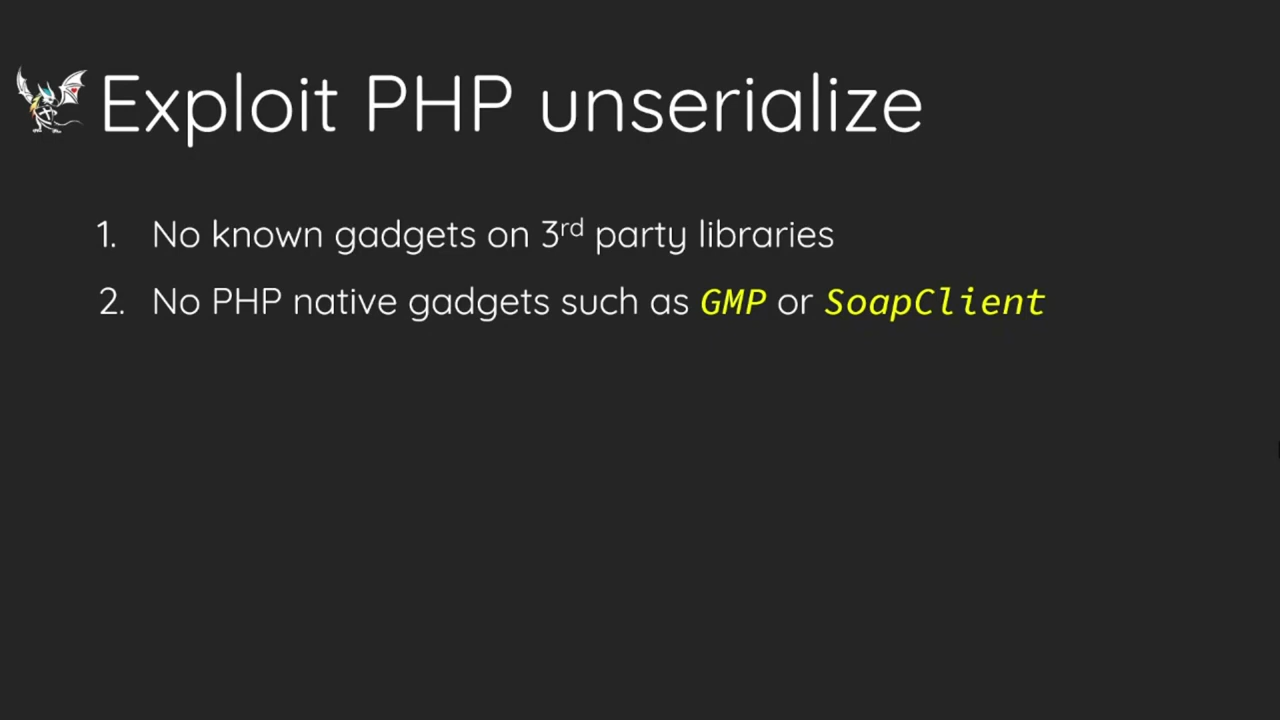 Exploit PHP unserialize
1. No known gadgets on 3rd party libraries
2. No PHP native gadgets such as GMP or SoapClient